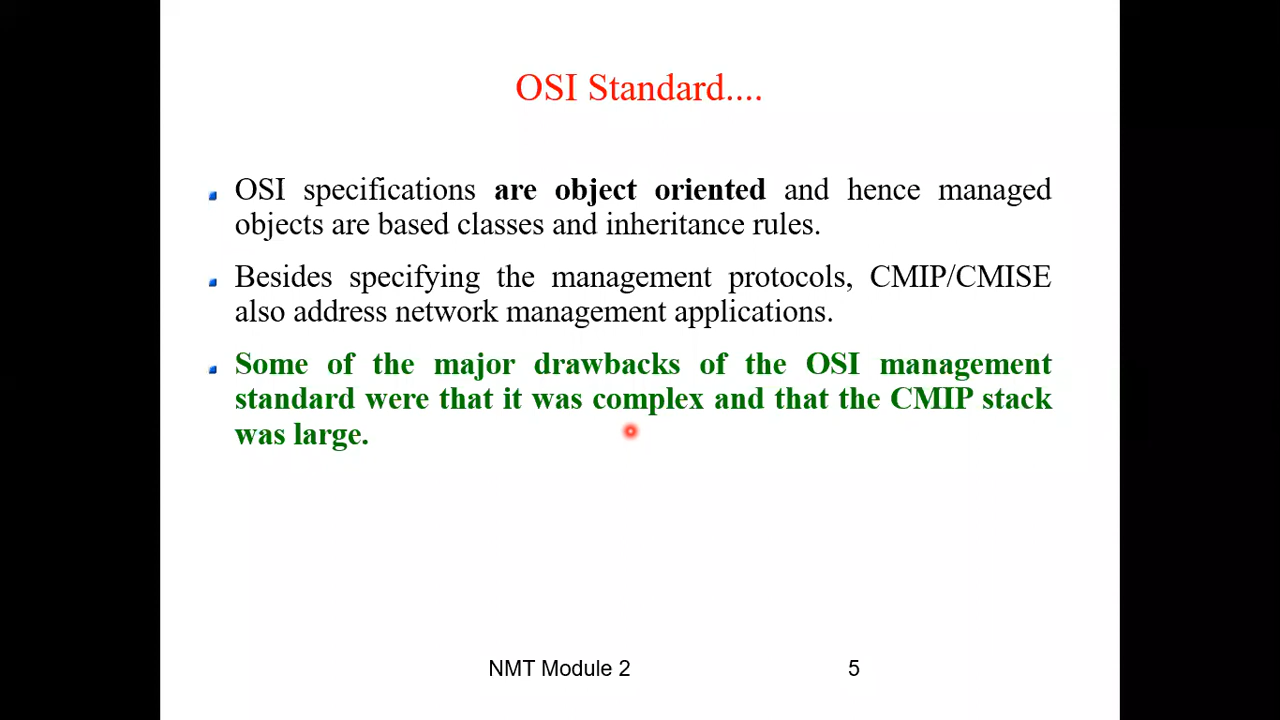 OSI Standard....
OSI specifications are object oriented and hence managed
objects are based classes and inheritance rules.
Besides specifying the management protocols, CMIP/CMISE
also address network management applications.
Some of the major drawbacks of the OSI management
standard were that it was complex and that the CMIP stack
was large.
NMT Module 2
5